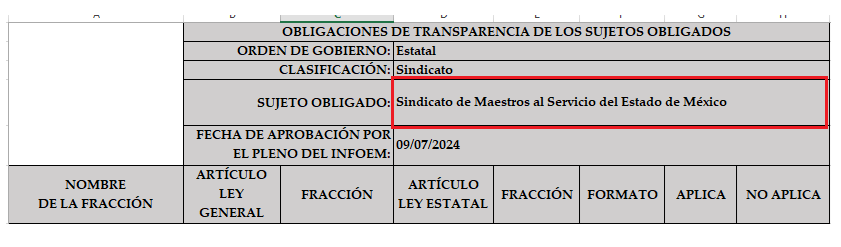 A B C D E F G H
OBLIGACIONES DE TRANSPARENCIA DE LOS SUJETOS OBLIGADOS
ORDEN DE GOBIERNO: Estatal
CLASIFICACIÓN: Sindicato
SUJETO OBLIGADO: Sindicato de Maestros al Servicio del Estado de México
FECHA DE APROBACIÓN POR
EL PLENO DEL INFOEM: 09/07/2024
NOMBRE
DE LA FRACCIÓN
ARTÍCULO
LEY
GENERAL
FRACCIÓN
ARTÍCULO
LEY ESTATAL
FRACCIÓN
FORMATO
APLICA
NO APLICA